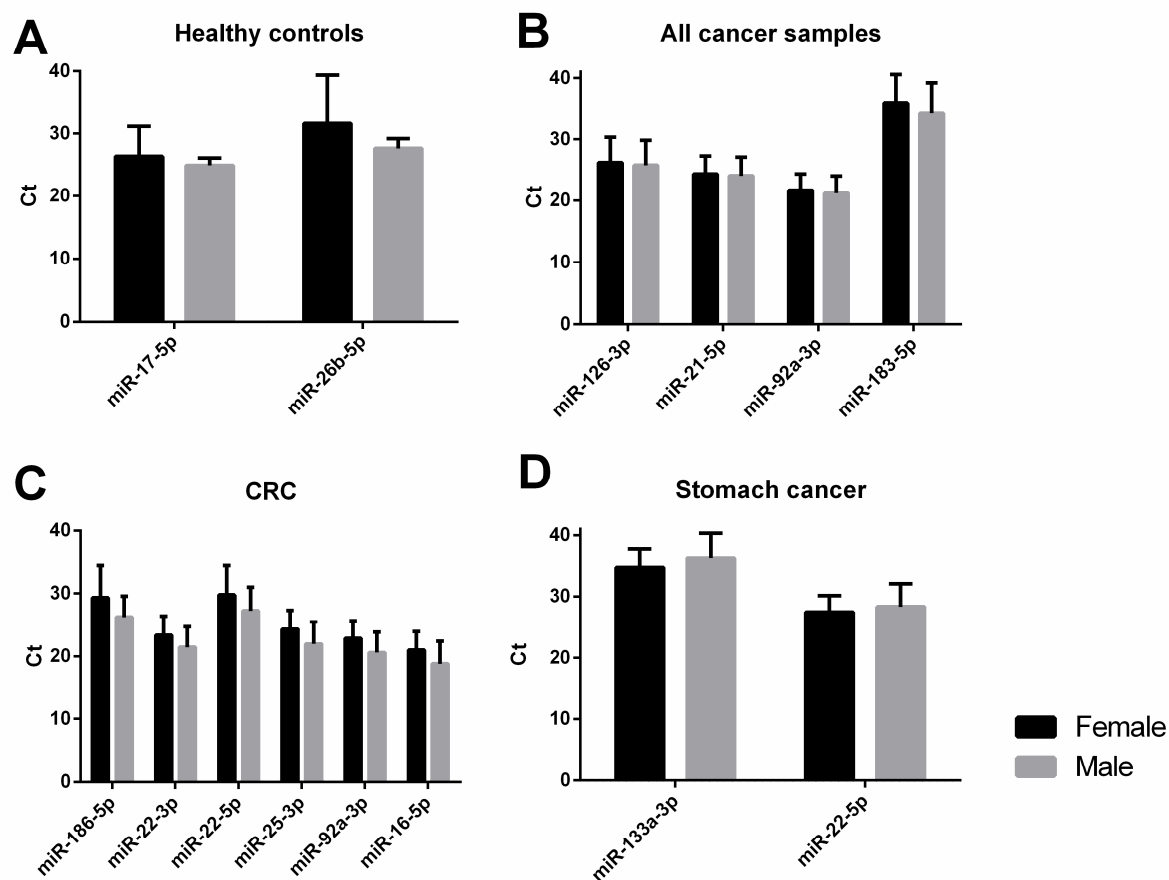 A
Healthy controls
40
30
20
10
0
Ct
miR-17-5p
miR-26b-5p
B
All cancer samples
40
30
20
10
0
Ct
miR-126-3p
miR-21-5p
miR-92a-3p
miR-183-5p
C
CRC
40
30
20
10
0
Ct
miR-186-5p
miR-22-3p
miR-22-5p
miR-25-3p
miR-92a-3p
miR-16-5p
D
Stomach cancer
40
30
20
10
0
Ct
miR-133a-3p
miR-22-5p
Female
Male